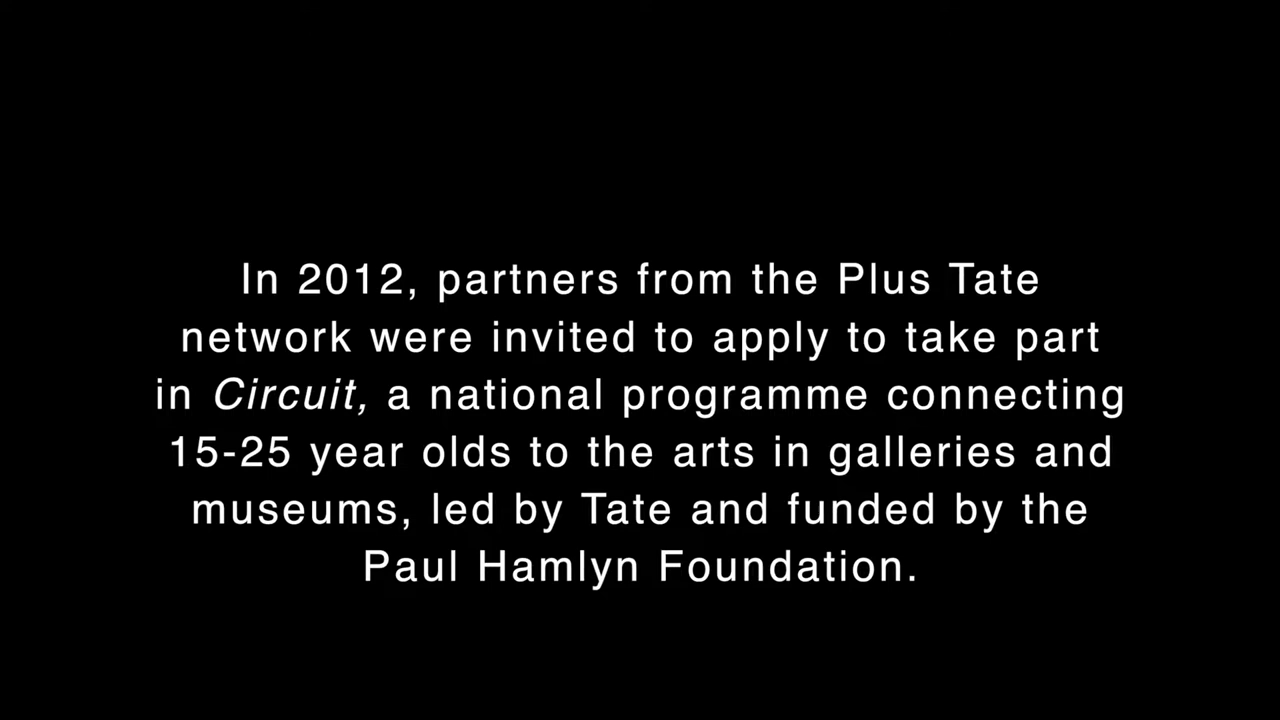 In 2012, partners from the Plus Tate
network were invited to apply to take part
in Circuit, a national programme connecting
15-25 year olds to the arts in galleries and
museums, led by Tate and funded by the
Paul Hamlyn Foundation.